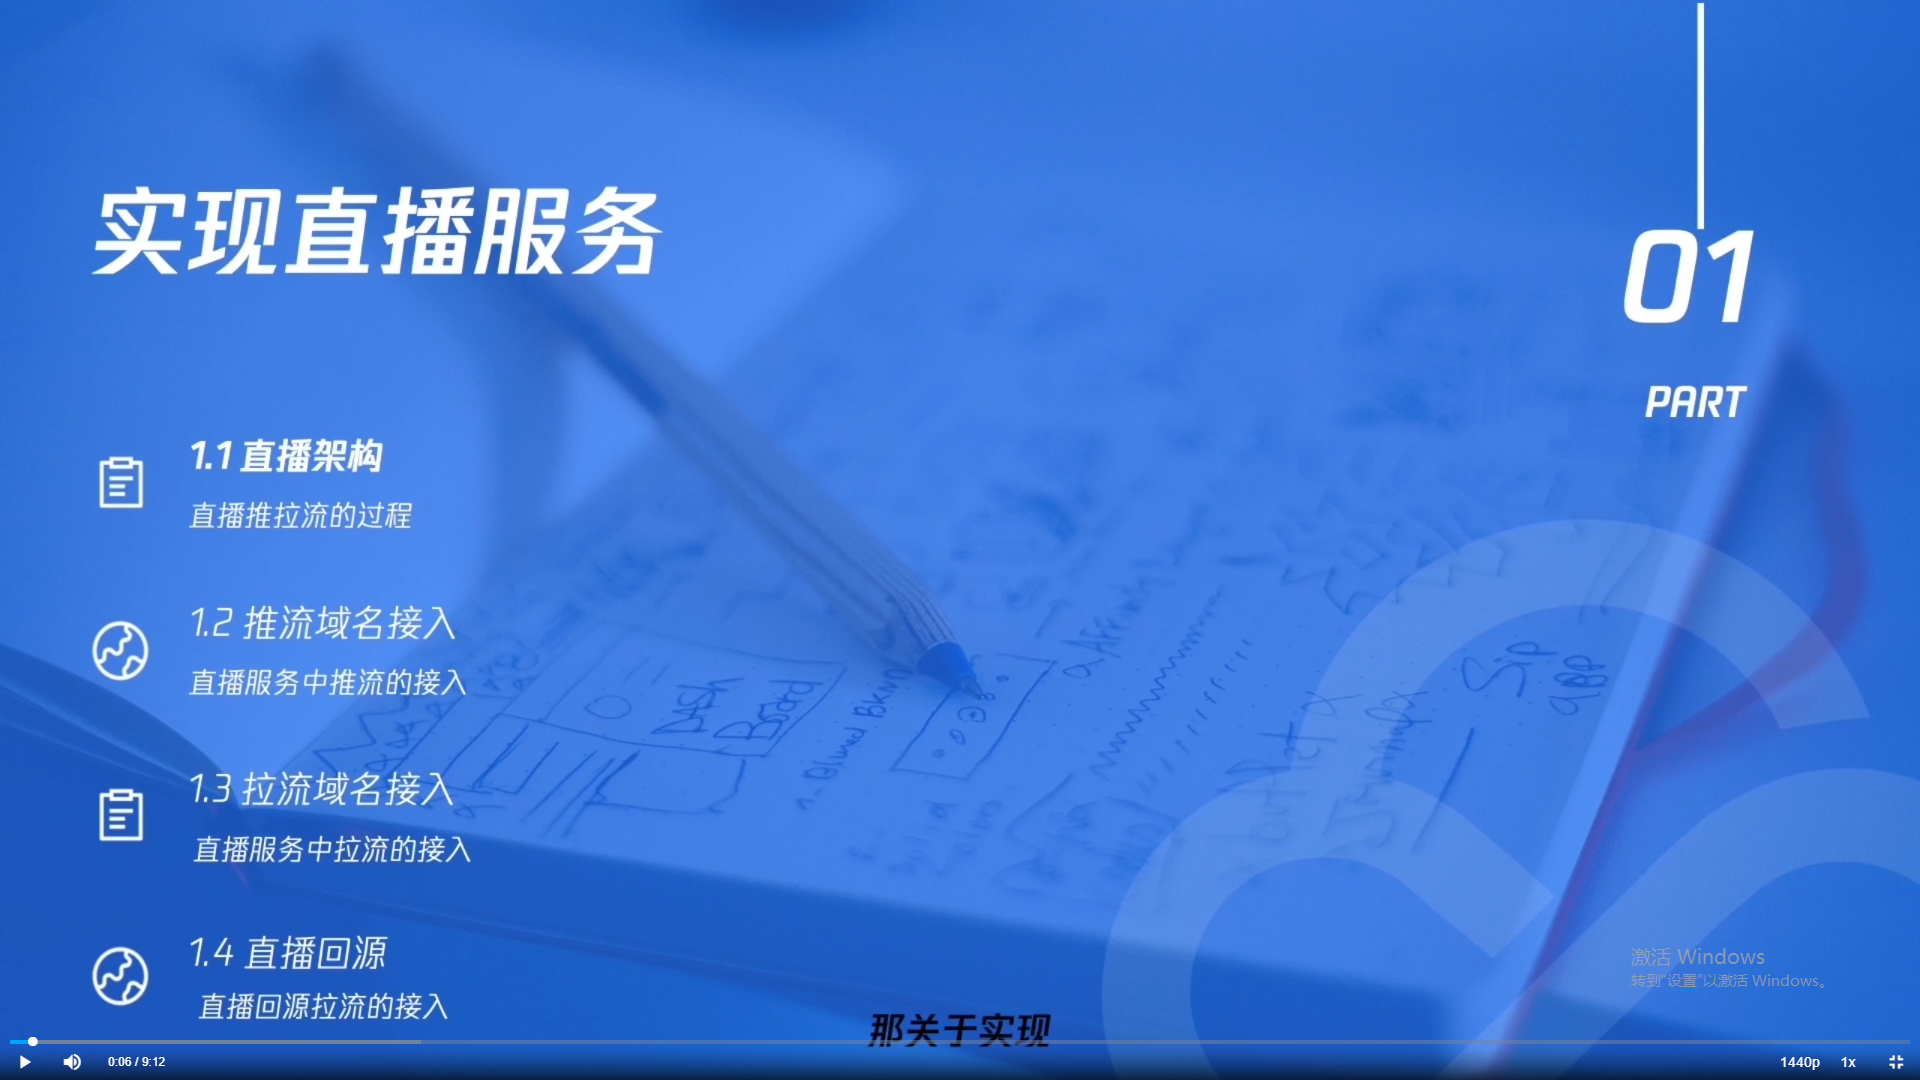 实现直播服务
01
PART
1.1 直播架构
直播推拉流的过程
1.2 推流域名接入
直播服务中推流的接入
1.3 拉流域名接入
直播服务中拉流的接入
1.4 直播回源
直播回源拉流的接入
Dash
Board
Sip
app
激活 Windows
转到"设置"以激活 Windows。
那关于实现
0:06 / 9:12
1440p
1x